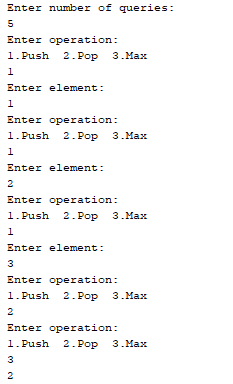 Enter number of queries:
5
Enter operation:
1.Push  2.Pop  3.Max
1
Enter element:
1
Enter operation:
1.Push  2.Pop  3.Max
1
Enter element:
2
Enter operation:
1.Push  2.Pop  3.Max
1
Enter element:
3
Enter operation:
1.Push  2.Pop  3.Max
2
Enter operation:
1.Push  2.Pop  3.Max
3
2